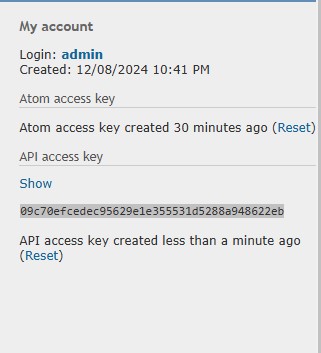 My account
Login: admin
Created: 12/08/2024 10:41 PM
Atom access key
Atom access key created 30 minutes ago (Reset)
API access key
Show
09c70efcedec95629e1e355531d5288a948622eb
API access key created less than a minute ago
(Reset)